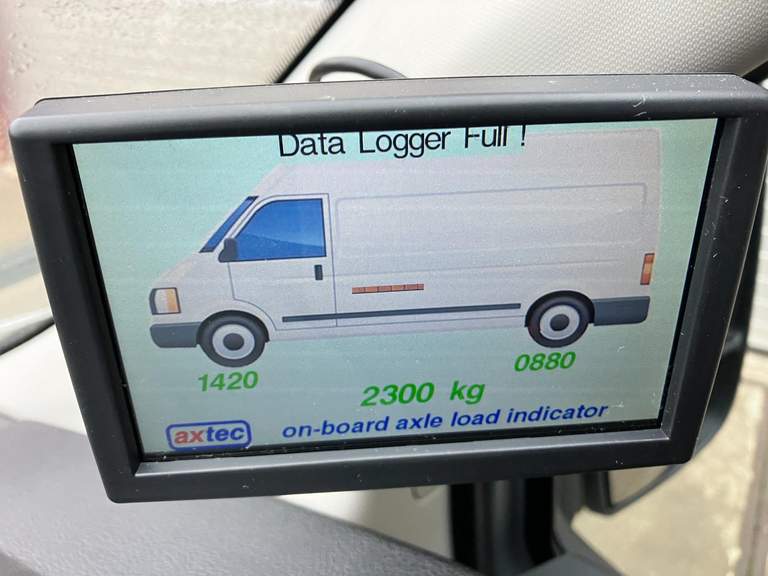 Data Logger Full !
1420
0880
2300 kg
axtec
on-board axle load indicator